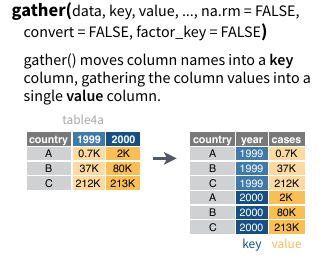 gather(data, key, value, ..., na.rm = FALSE,
convert = FALSE, factor_key = FALSE)
gather() moves column names into a key
column, gathering the column values into a
single value column.
table4a
country 1999 2000
A 0.7K 2K
B 37K 80K
C 212K 213K
country year cases
A 1999 0.7K
B 1999 37K
C 1999 212K
A 2000 2K
B 2000 80K
C 2000 213K
key value